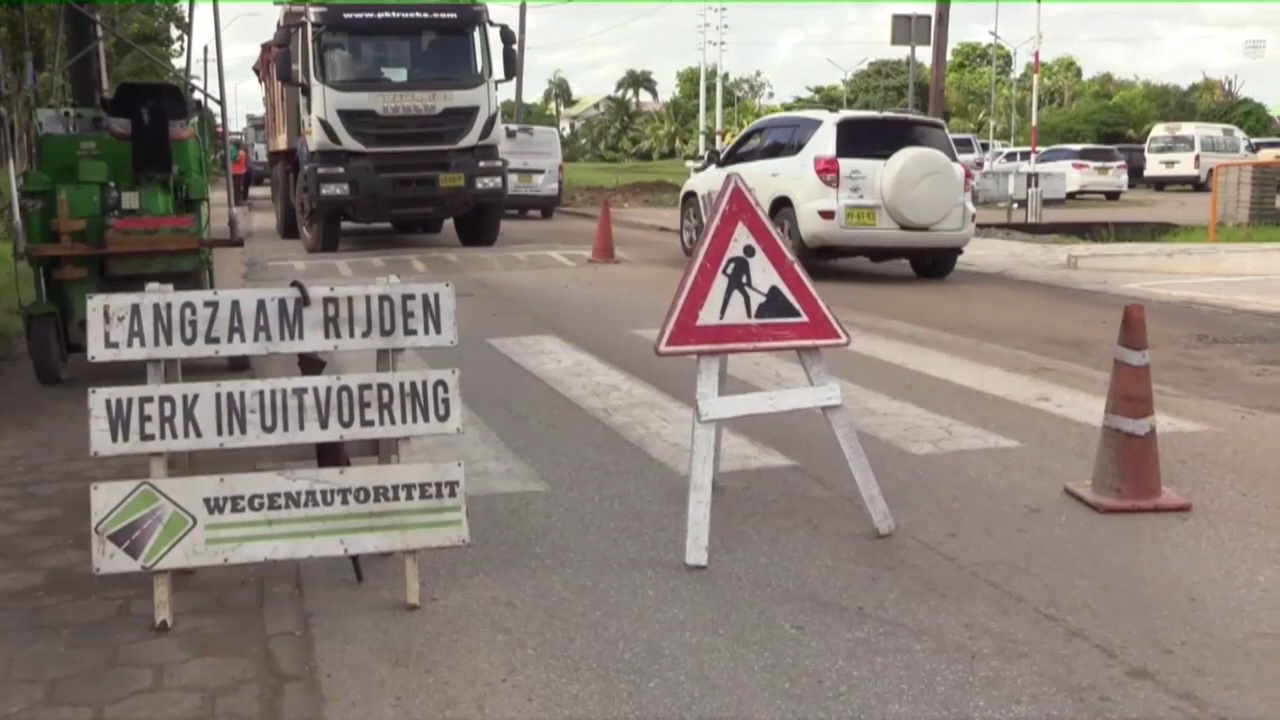 www.pktrucks.com
LANGZAAM RIJDEN
WERK IN UITVOERING
WEGENAUTORITEIT